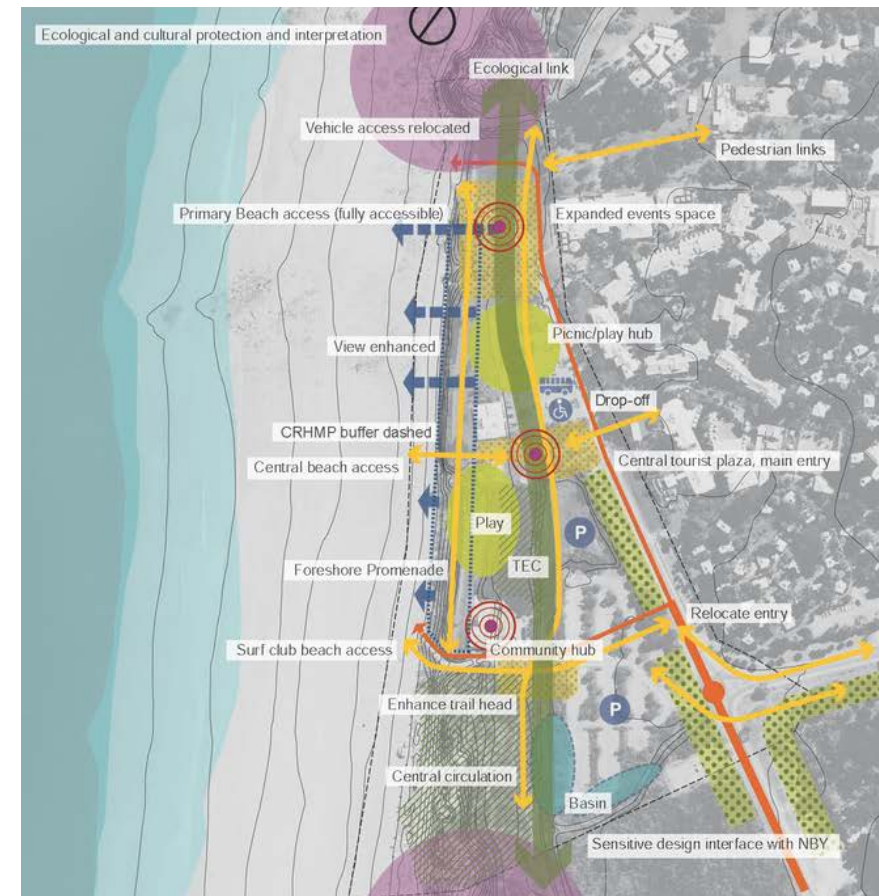 Ecological and cultural protection and interpretation
Ecological link
Vehicle access relocated
Pedestrian links
Primary Beach access (fully accessible)
Expanded events space
Picnic/play hub
View enhanced
Drop-off
CRHMP buffer dashed
Central beach access
Central tourist plaza, main entry
Play
P
TEC
Foreshore Promenade
Relocate entry
Surf club beach access
Community hub
Enhance trail head
P
Central circulation
Basin
Sensitive design interface with NBY